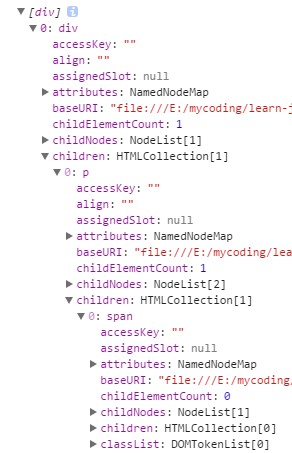 [div] i
0: div
accessKey: ""
align: ""
assignedSlot: null
attributes: NamedNodeMap
baseURI: "file:///E:/mycoding/learn-j
childElementCount: 1
childNodes: NodeList[1]
children: HTMLCollection[1]
0: p
accessKey: ""
align: ""
assignedSlot: null
attributes: NamedNodeMap
baseURI: "file:///E:/mycoding/lea
childElementCount: 1
childNodes: NodeList[2]
children: HTMLCollection[1]
0: span
accessKey: ""
assignedSlot: null
attributes: NamedNodeMap
baseURI: "file:///E:/mycoding,
childElementCount: 0
childNodes: NodeList[1]
children: HTMLCollection[0]
classList: DOMTokenList[0]